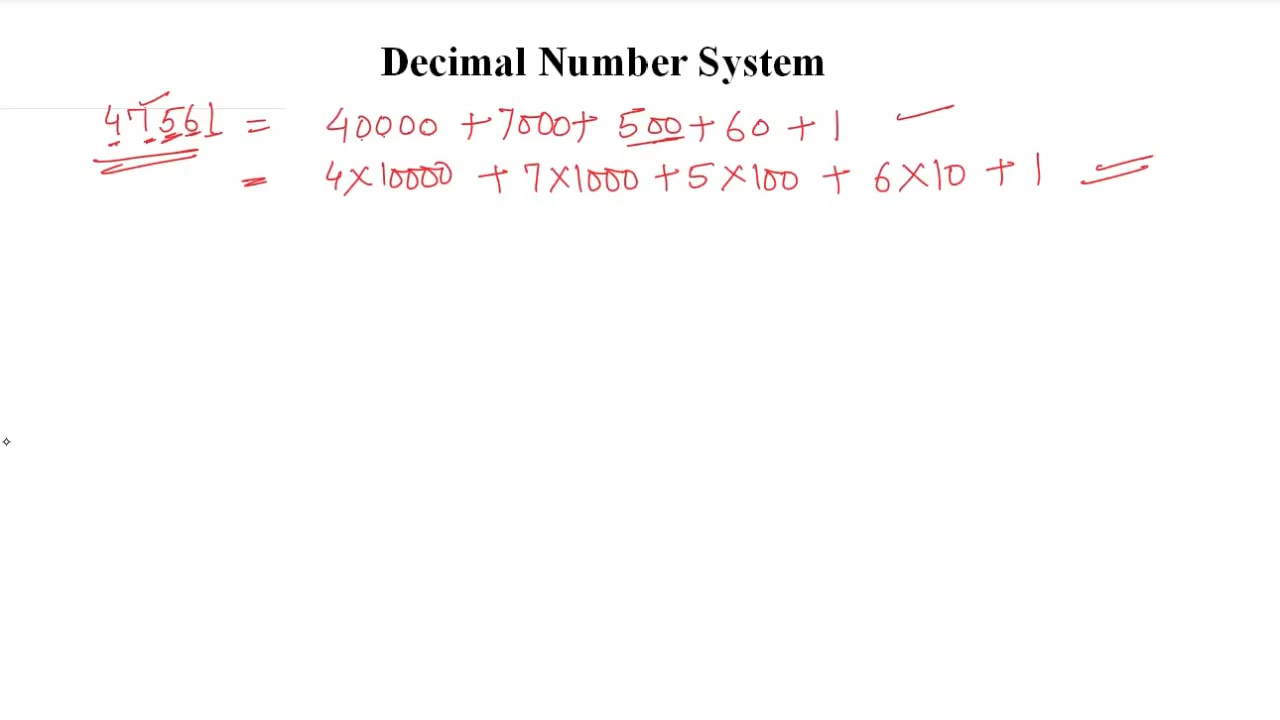 Decimal Number System
47561 = 40000 + 7000 + 500 + 60 + 1
= 4×10000 + 7×1000 + 5×100 + 6×10 + 1